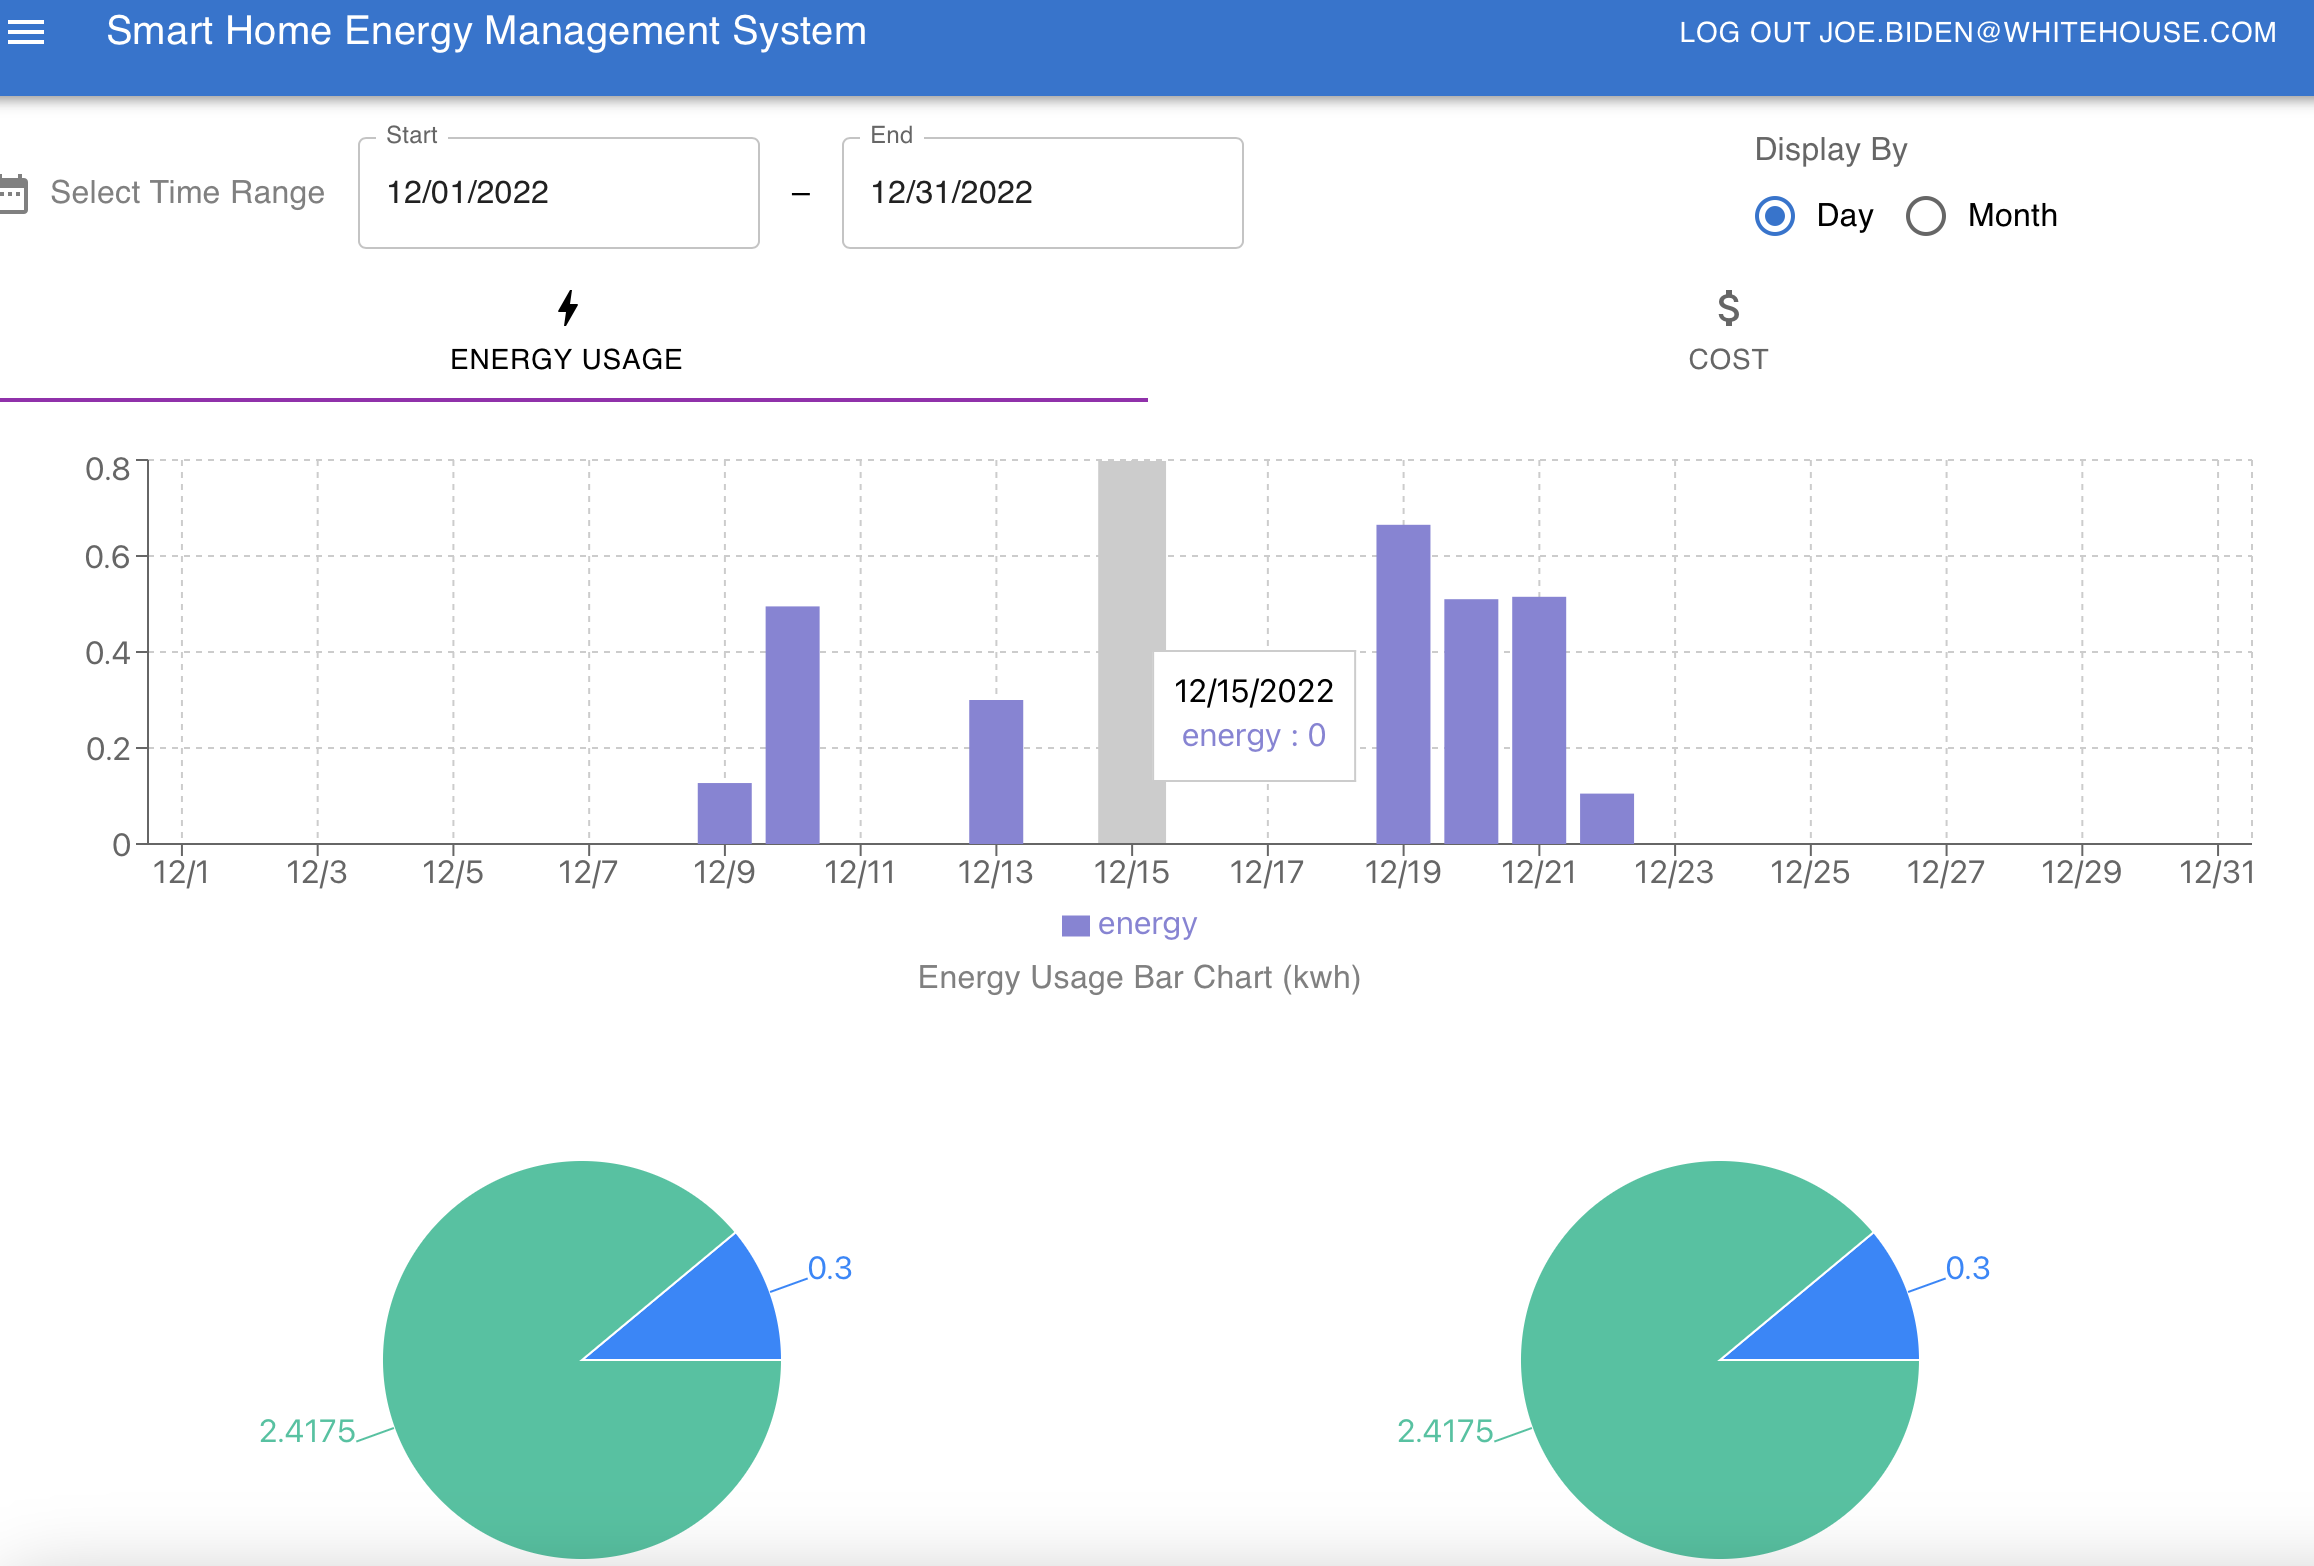 Smart Home Energy Management System
LOG OUT JOE.BIDEN@WHITEHOUSE.COM
Select Time Range
Start
12/01/2022
–
End
12/31/2022
Display By
Day
Month
ENERGY USAGE
$
COST
0.8
0.6
0.4
0.2
0
12/15/2022
energy : 0
12/1 12/3 12/5 12/7 12/9 12/11 12/13 12/15 12/17 12/19 12/21 12/23 12/25 12/27 12/29 12/31
energy
Energy Usage Bar Chart (kwh)
0.3
2.4175
0.3
2.4175